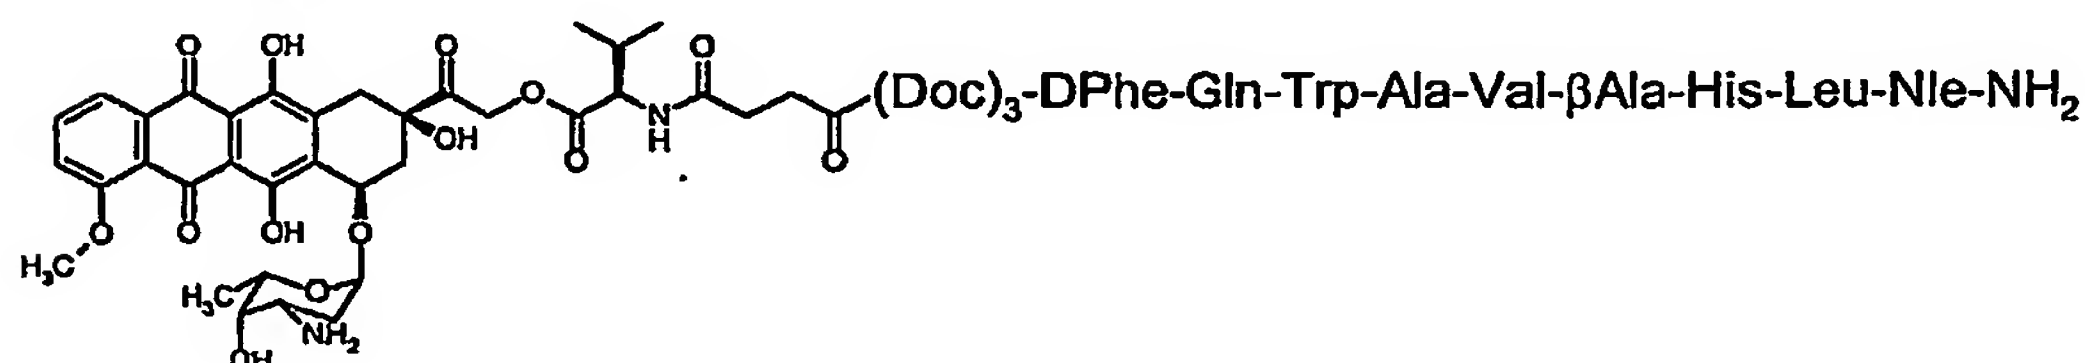 O OH O O (Doc)₃-DPhe-Gln-Trp-Ala-Val-βAla-His-Leu-Nle-NH₂
O OH O N H O
O O OH O
H₃C
H₃C O
NH₂
OH